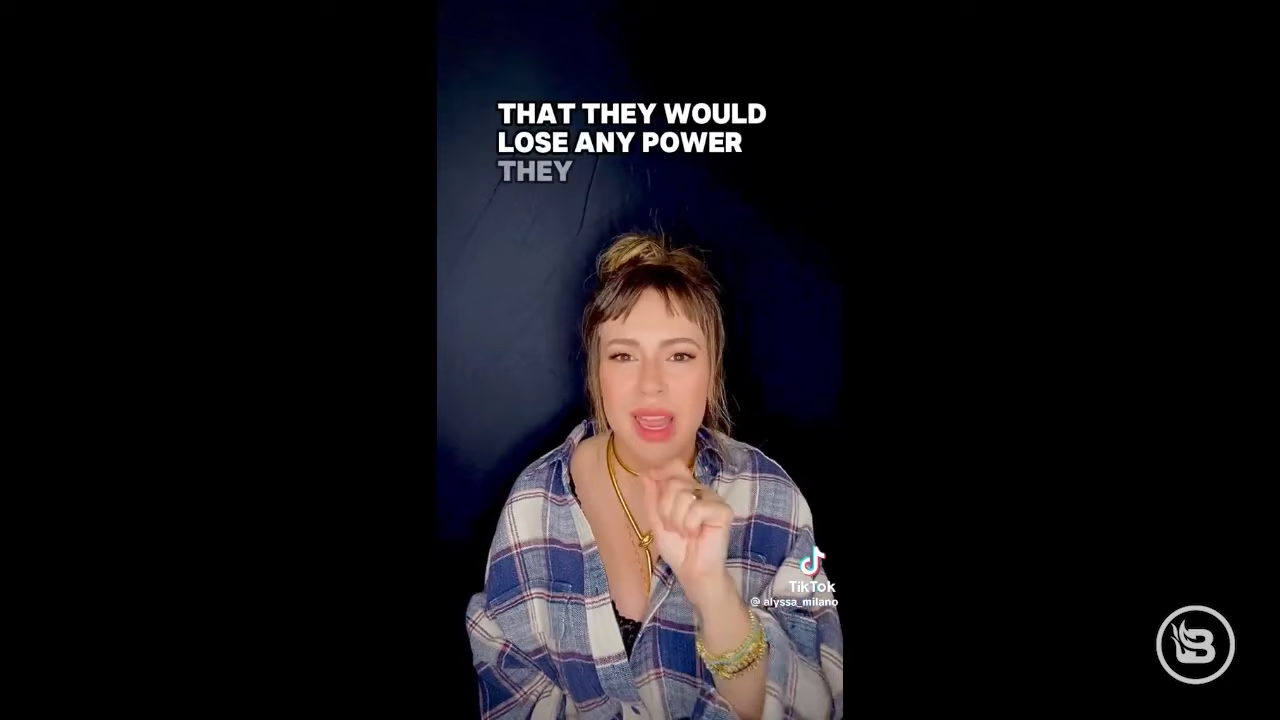 THAT THEY WOULD
LOSE ANY POWER
THEY
TikTok
@ alyssa_milano
B